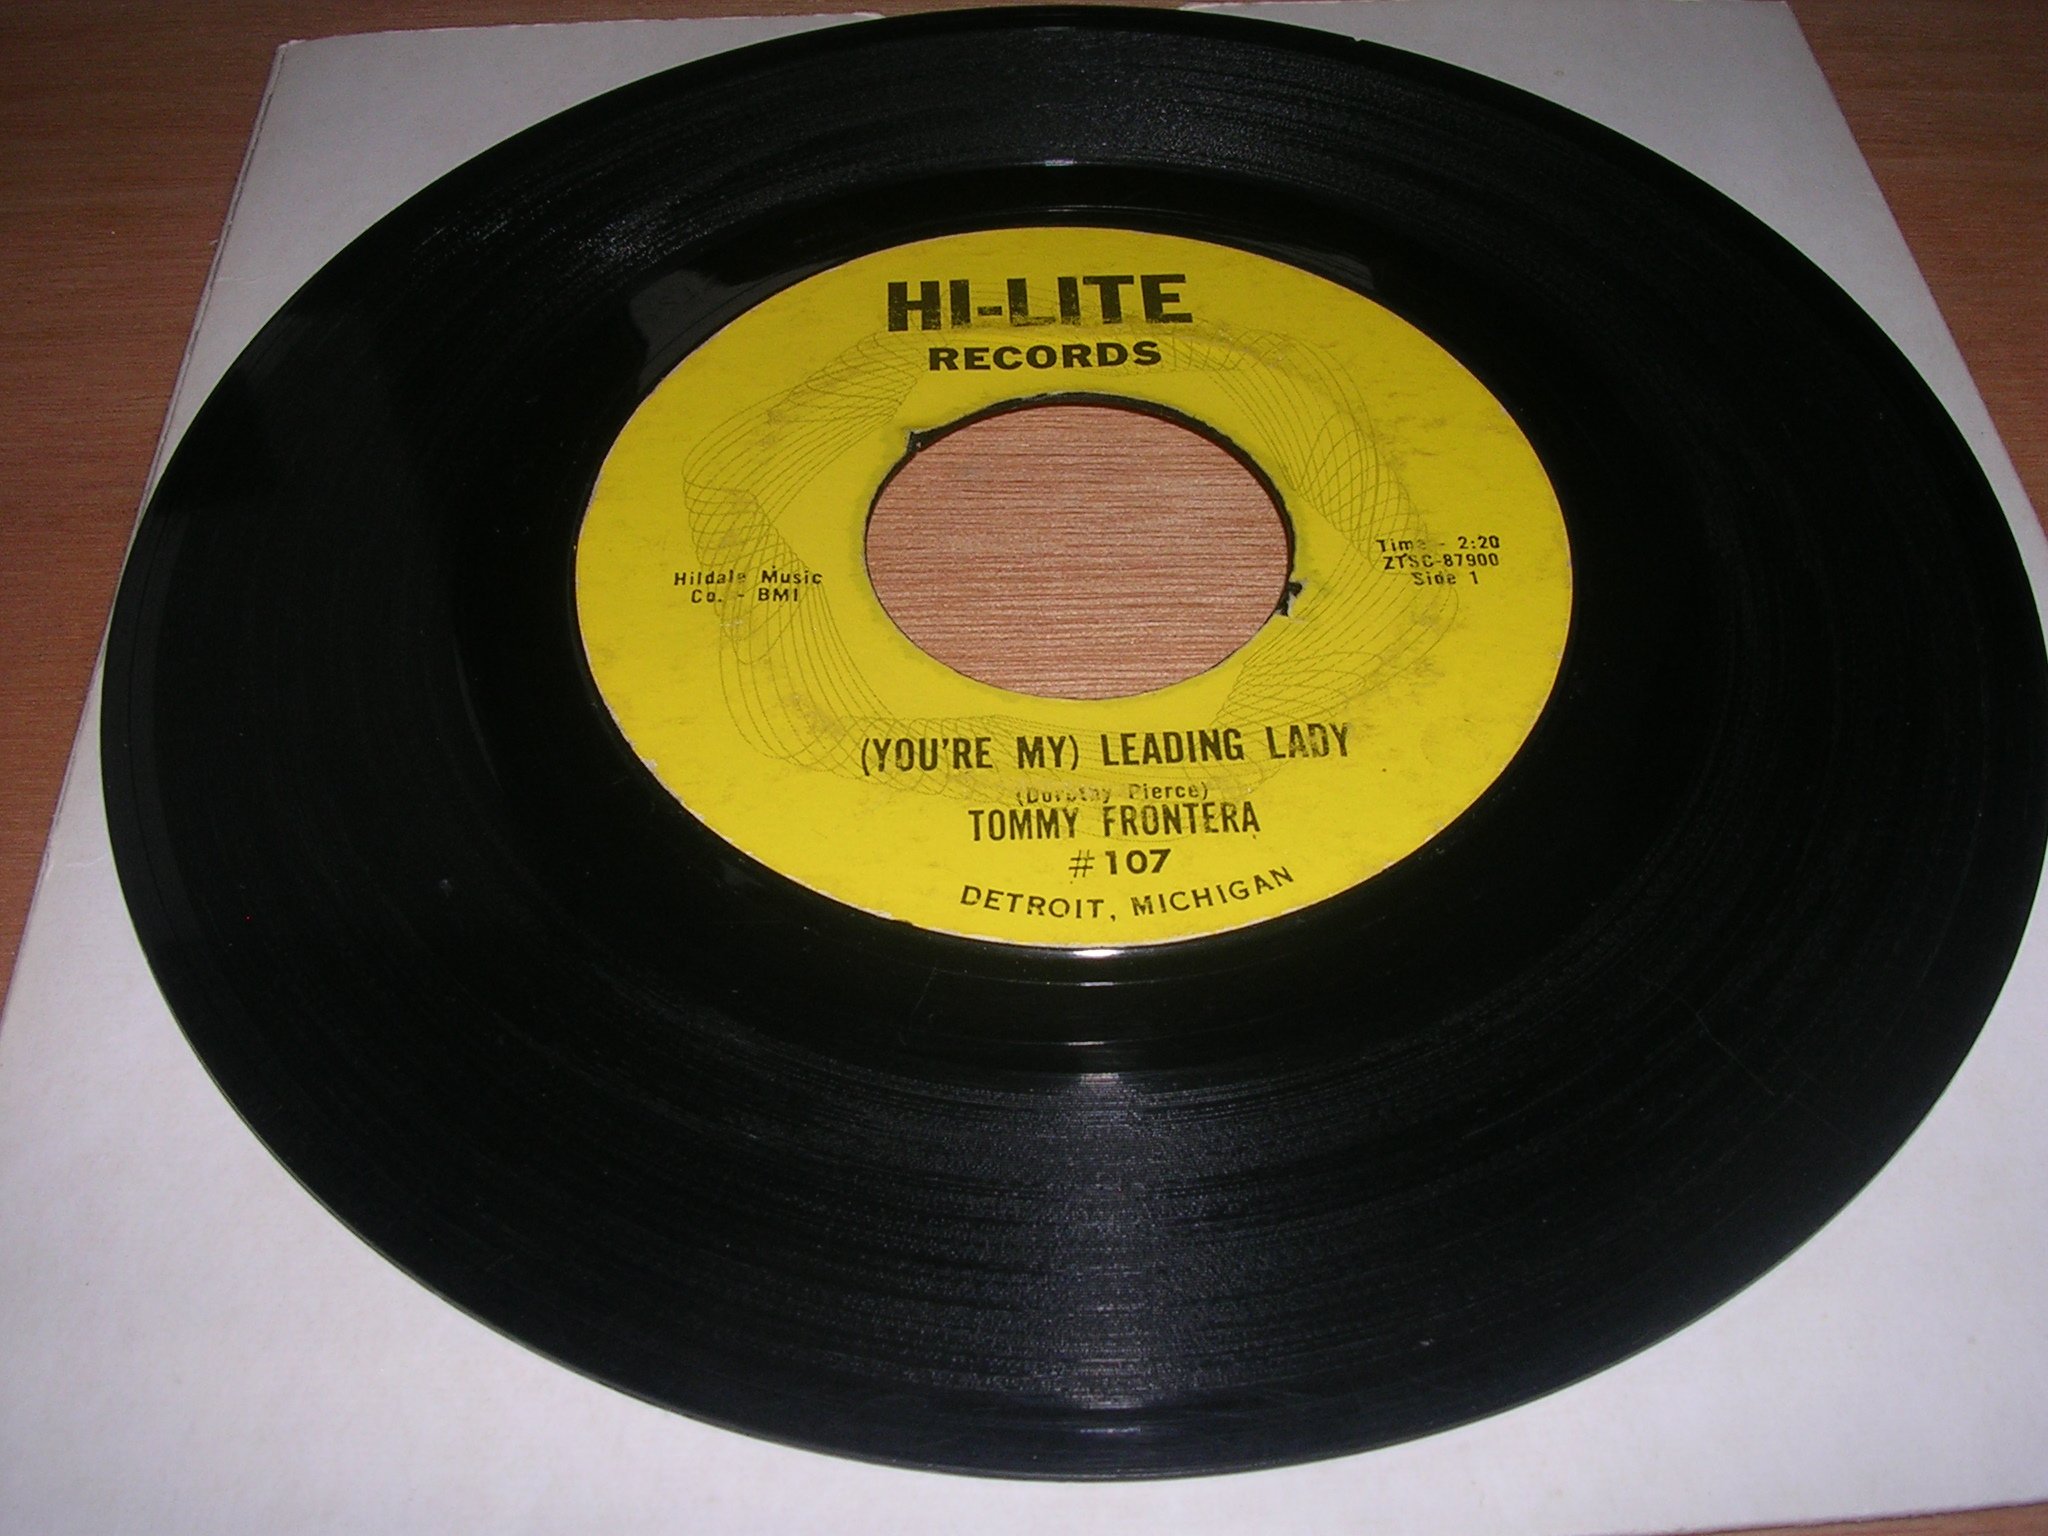 HI-LITE
RECORDS
Hildale Music
Co. - BMI
Time - 2:20
ZTSC-87900
Side 1
(YOU'RE MY) LEADING LADY
(Dorothy Pierce)
TOMMY FRONTERA
#107
DETROIT, MICHIGAN